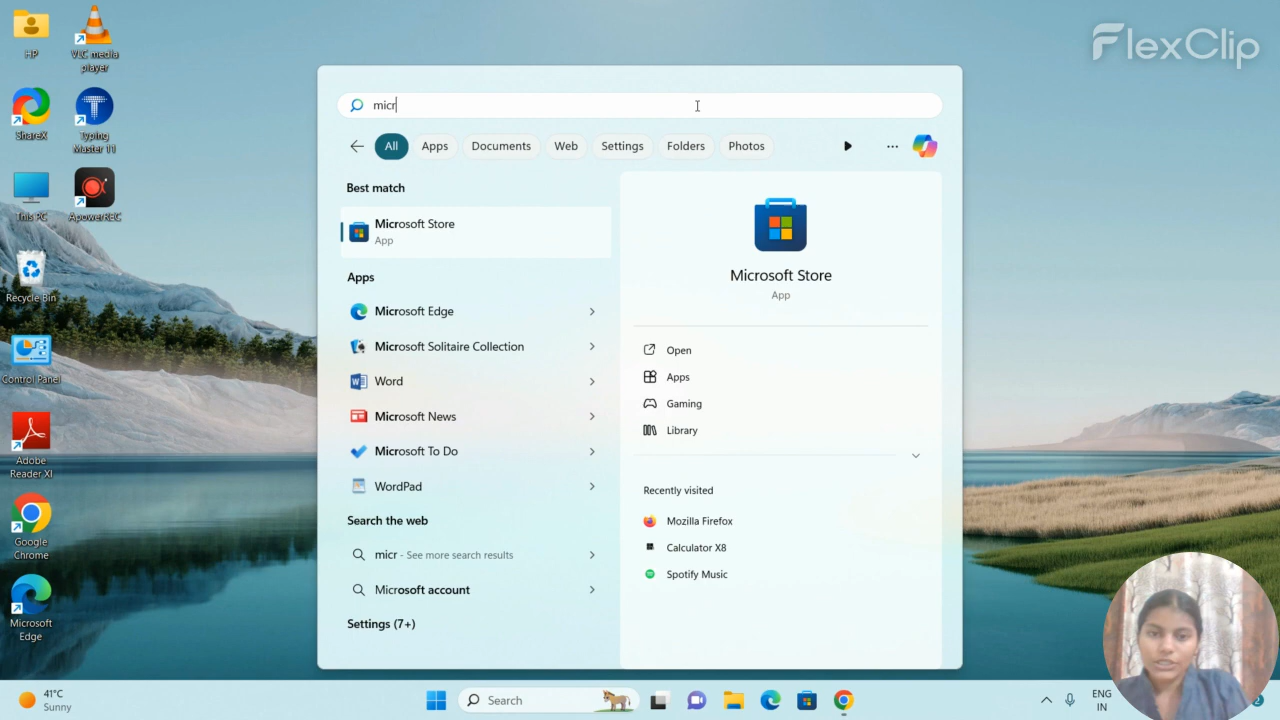 HP
VLC media
player
ShareX
Typing
Master 11
This PC
ApowerREC
Recycle Bin
Control Panel
Adobe
Reader XI
Google
Chrome
Microsoft
Edge
FlexClip
micr
All
Apps
Documents
Web
Settings
Folders
Photos
Best match
Microsoft Store
App
Apps
Microsoft Edge
Microsoft Solitaire Collection
Word
Microsoft News
Microsoft To Do
WordPad
Search the web
micr - See more search results
Microsoft account
Settings (7+)
Microsoft Store
App
Open
Apps
Gaming
Library
Recently visited
Mozilla Firefox
Calculator X8
Spotify Music
41°C
Sunny
Search
ENG
IN
2